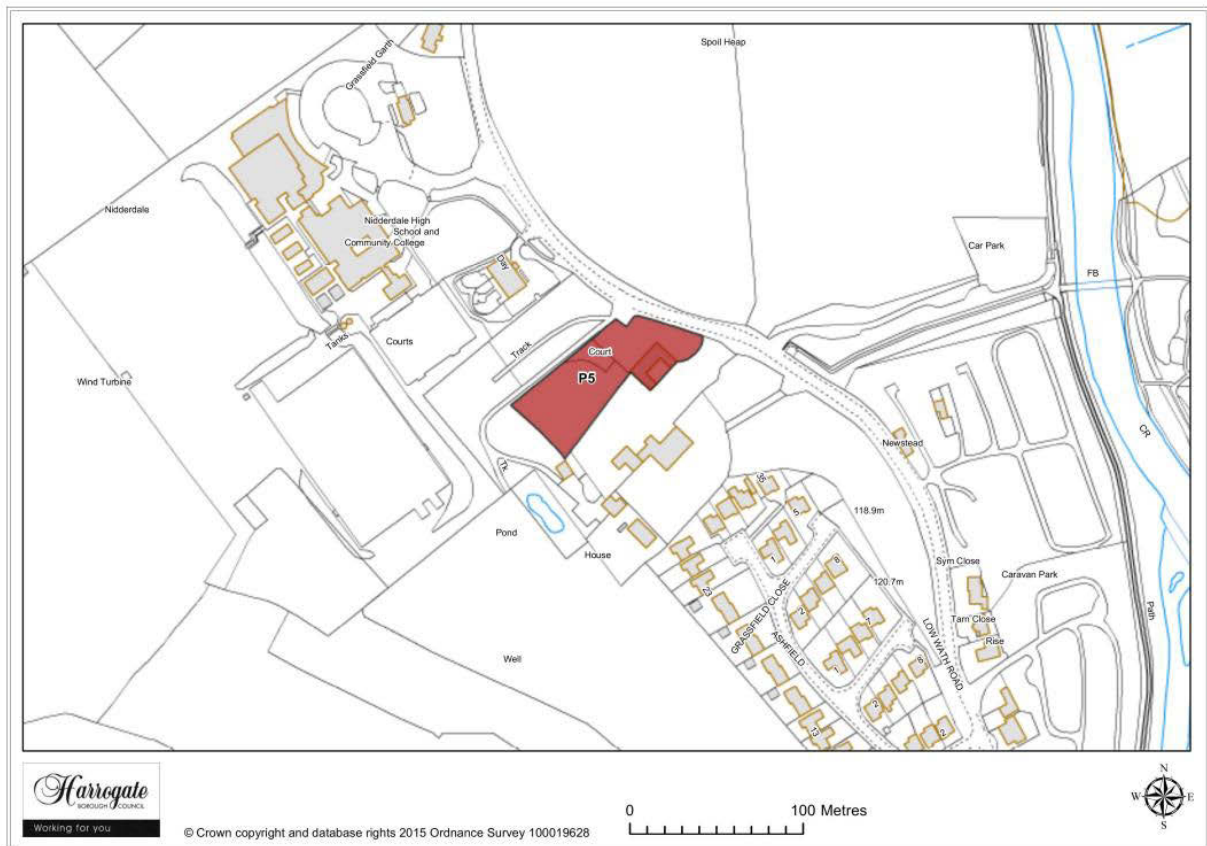 Spoil Heap
Grassfield Garth
Nidderdale
Nidderdale High
School and
Community College
Car Park
FB
Day
Tanks
Courts
Track
Court
P5
Wind Turbine
CR
Newstead
Tk
35
5
118.9m
Pond
House
1
8
Sym Close
Caravan Park
120.7m
23
GRASSFIELD CLOSE
2
4
Path
Tarn Close
ASHFIELD
LOW WATH ROAD
Rise
Well
1
8
2
13
2
Harrogate
BOROUGH COUNCIL
Working for you
© Crown copyright and database rights 2015 Ordnance Survey 100019628
0 100 Metres
N
W E
S